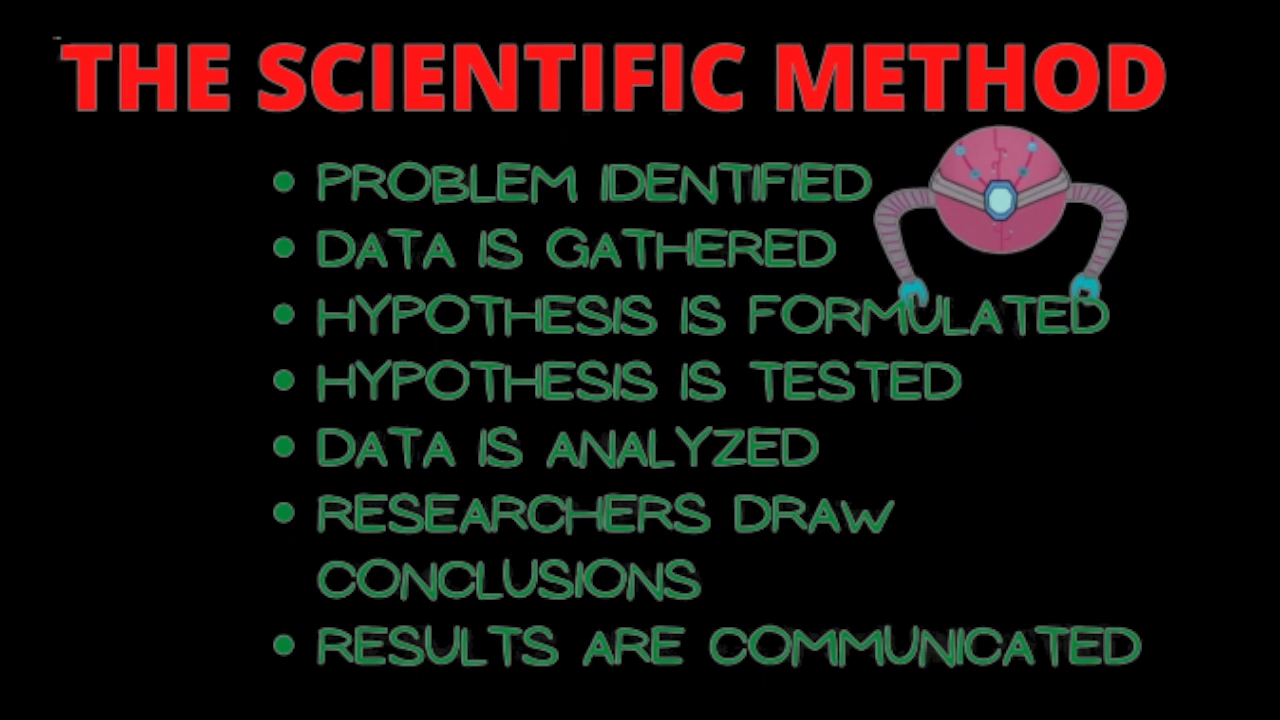 THE SCIENTIFIC METHOD
• PROBLEM IDENTIFIED
• DATA IS GATHERED
• HYPOTHESIS IS FORMULATED
• HYPOTHESIS IS TESTED
• DATA IS ANALYZED
• RESEARCHERS DRAW
CONCLUSIONS
• RESULTS ARE COMMUNICATED